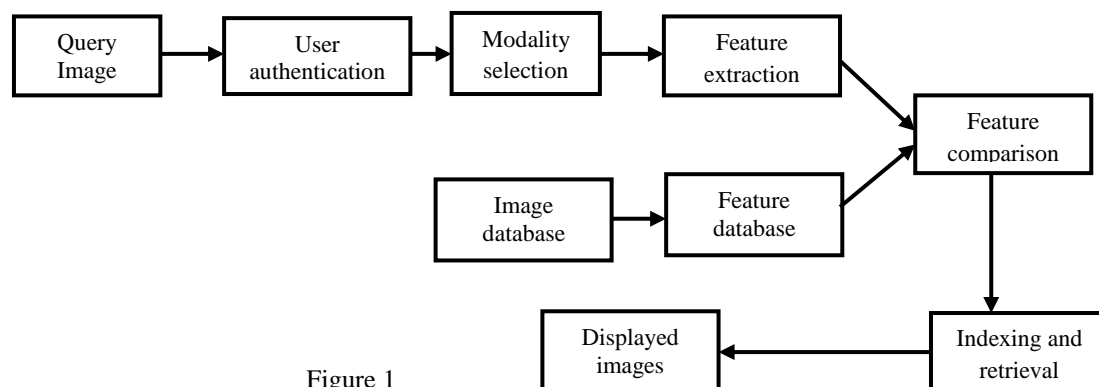 Query
Image
User
authentication
Modality
selection
Feature
extraction
Feature
comparison
Image
database
Feature
database
Displayed
images
Indexing and
retrieval
Figure 1